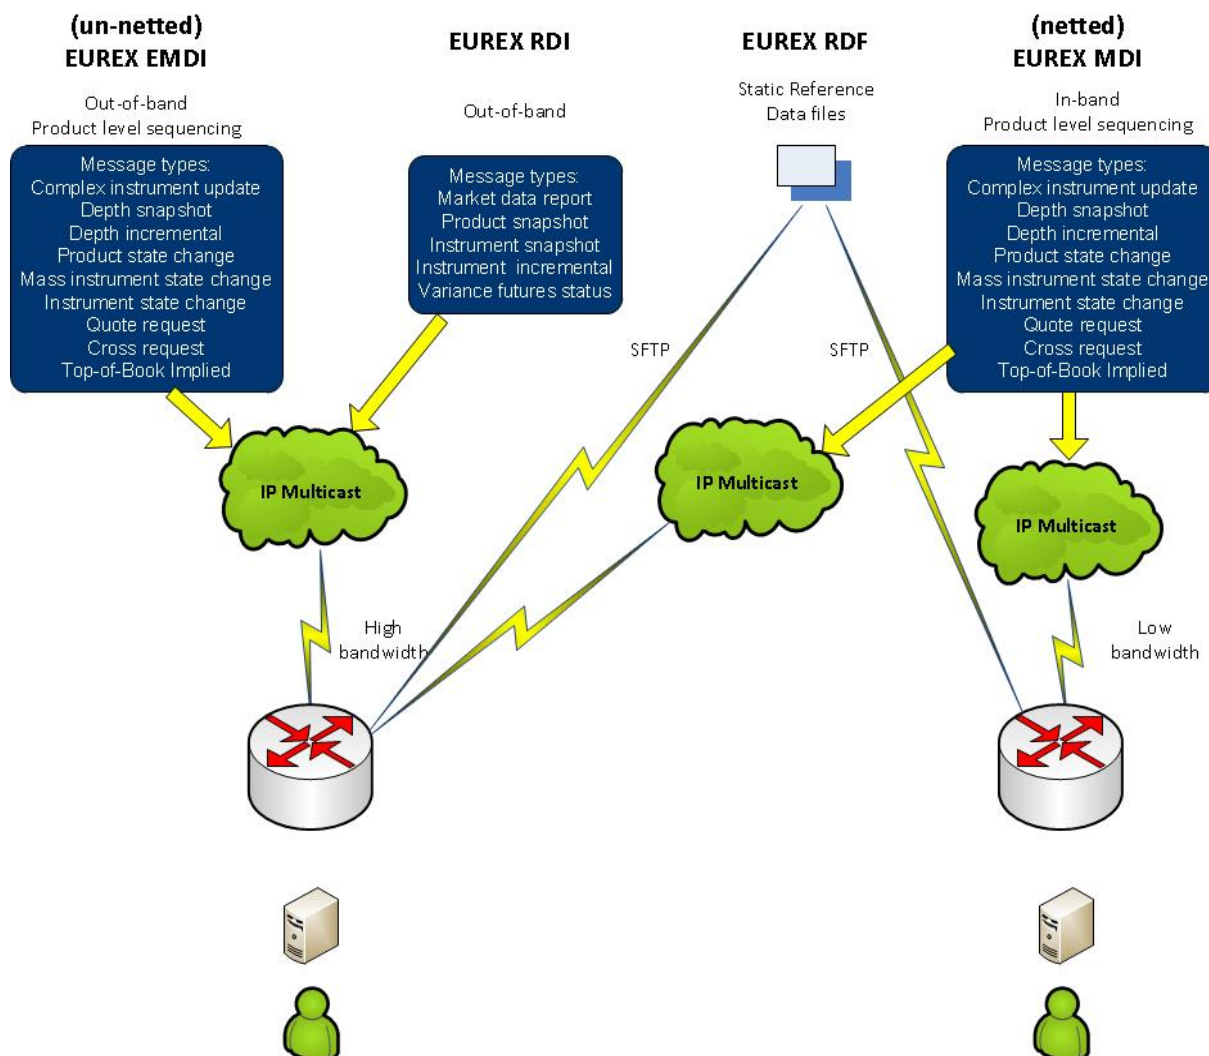 (un-netted)
EUREX EMDI
Out-of-band
Product level sequencing
Message types:
Complex instrument update
Depth snapshot
Depth incremental
Product state change
Mass instrument state change
Instrument state change
Quote request
Cross request
Top-of-Book Implied
EUREX RDI
Out-of-band
Message types:
Market data report
Product snapshot
Instrument snapshot
Instrument incremental
Variance futures status
EUREX RDF
Static Reference
Data files
(netted)
EUREX MDI
In-band
Product level sequencing
Message types:
Complex instrument update
Depth snapshot
Depth incremental
Product state change
Mass instrument state change
Instrument state change
Quote request
Cross request
Top-of-Book Implied
SFTP
SFTP
IP Multicast
IP Multicast
IP Multicast
High
bandwidth
Low
bandwidth